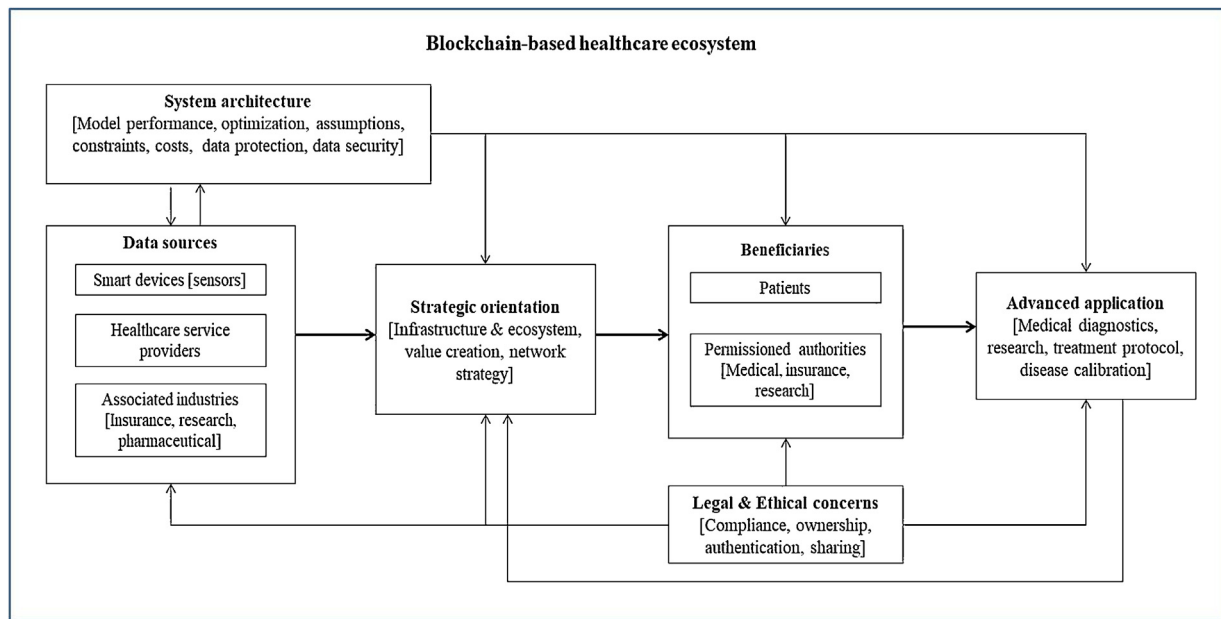 Blockchain-based healthcare ecosystem
System architecture
[Model performance, optimization, assumptions,
constraints, costs, data protection, data security]
Data sources
Smart devices [sensors]
Healthcare service
providers
Associated industries
[Insurance, research,
pharmaceutical]
Strategic orientation
[Infrastructure & ecosystem,
value creation, network
strategy]
Beneficiaries
Patients
Permissioned authorities
[Medical, insurance,
research]
Advanced application
[Medical diagnostics,
research, treatment protocol,
disease calibration]
Legal & Ethical concerns
[Compliance, ownership,
authentication, sharing]